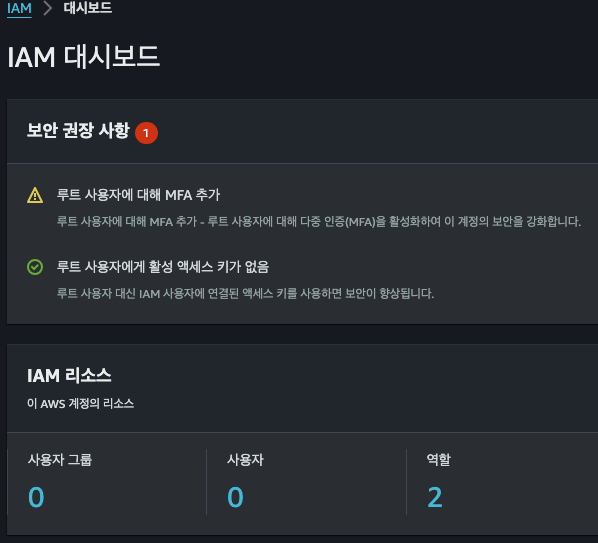 IAM > 대시보드
IAM 대시보드
보안 권장 사항 1
루트 사용자에 대해 MFA 추가
루트 사용자에 대해 MFA 추가 - 루트 사용자에 대해 다중 인증(MFA)을 활성화하여 이 계정의 보안을 강화합니다.
루트 사용자에게 활성 액세스 키가 없음
루트 사용자 대신 IAM 사용자에 연결된 액세스 키를 사용하면 보안이 향상됩니다.
IAM 리소스
이 AWS 계정의 리소스
사용자 그룹 사용자 역할
0 0 2